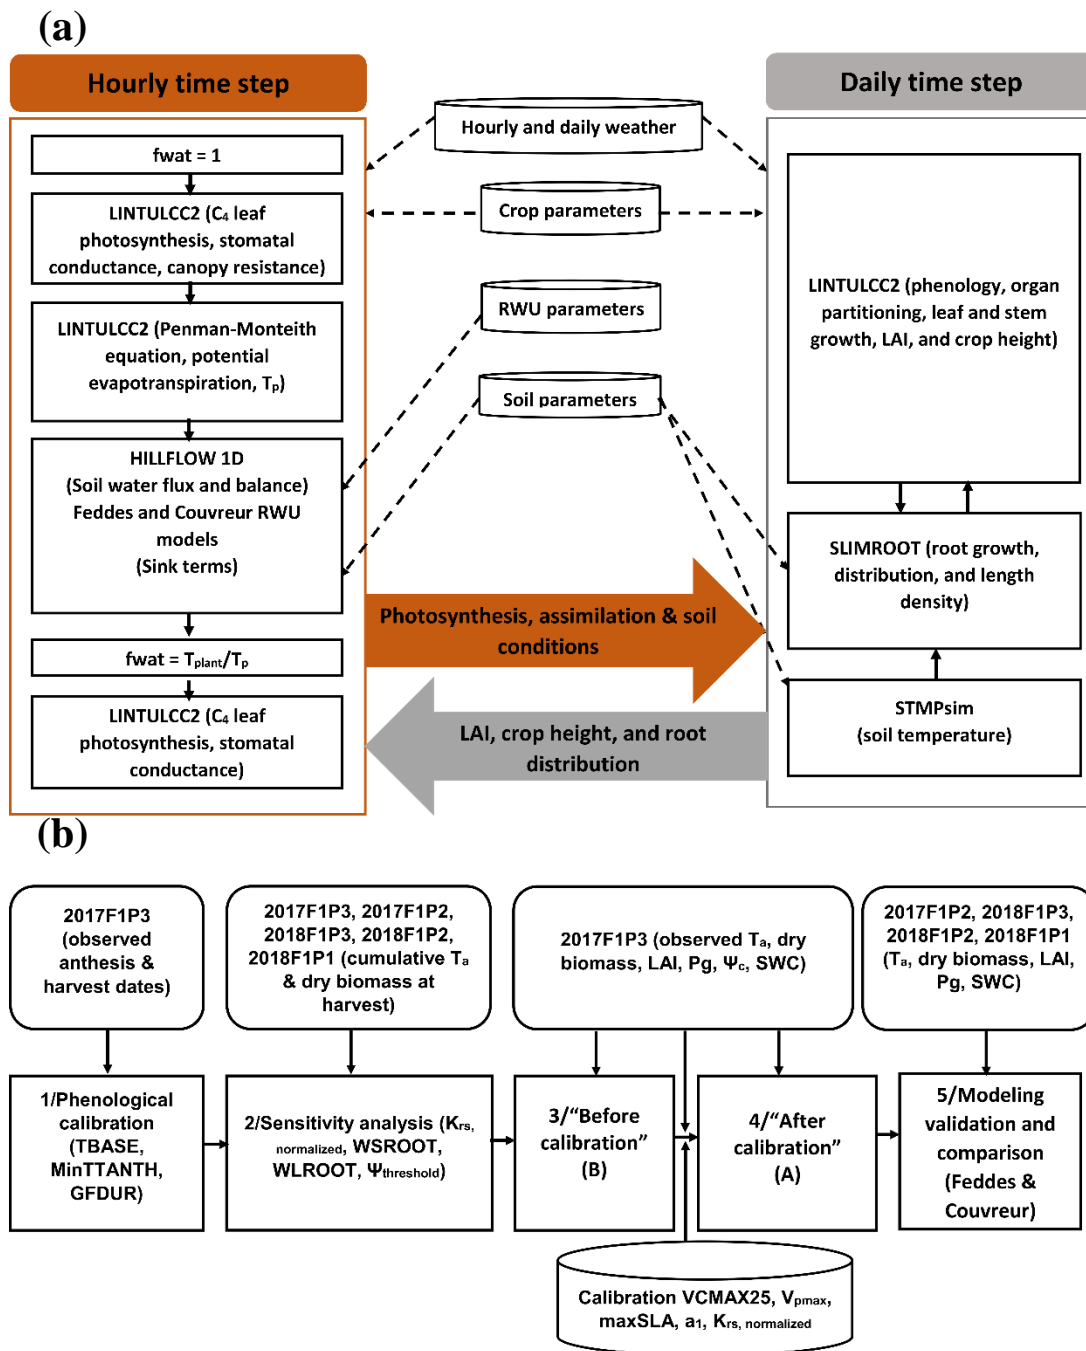 (a)
Hourly time step
fwat = 1
LINTULCC2 (C₄ leaf
photosynthesis, stomatal
conductance, canopy resistance)
LINTULCC2 (Penman-Monteith
equation, potential
evapotranspiration, Tₚ)
HILLFLOW 1D
(Soil water flux and balance)
Feddes and Couvreur RWU
models
(Sink terms)
fwat = Tplant/Tp
LINTULCC2 (C₄ leaf
photosynthesis, stomatal
conductance)
Hourly and daily weather
Crop parameters
RWU parameters
Soil parameters
Photosynthesis, assimilation & soil
conditions
LAI, crop height, and root
distribution
Daily time step
LINTULCC2 (phenology, organ
partitioning, leaf and stem
growth, LAI, and crop height)
SLIMROOT (root growth,
distribution, and length
density)
STMPsim
(soil temperature)
(b)
2017F1P3
(observed
anthesis &
harvest dates)
2017F1P3, 2017F1P2,
2018F1P3, 2018F1P2,
2018F1P1 (cumulative Ta
& dry biomass at
harvest)
2017F1P3 (observed Ta, dry
biomass, LAI, Pg, Ψc, SWC)
2017F1P2, 2018F1P3,
2018F1P2, 2018F1P1
(Ta, dry biomass, LAI,
Pg, SWC)
1/Phenological
calibration
(TBASE,
MinTTANTH,
GFDUR)
2/Sensitivity analysis (Krs,
normalized, WSROOT,
WLROOT, Ψthreshold)
3/“Before
calibration”
(B)
4/“After
calibration”
(A)
5/Modeling
validation and
comparison
(Feddes &
Couvreur)
Calibration VCMAX25, Vpmax,
maxSLA, a₁, Krs, normalized